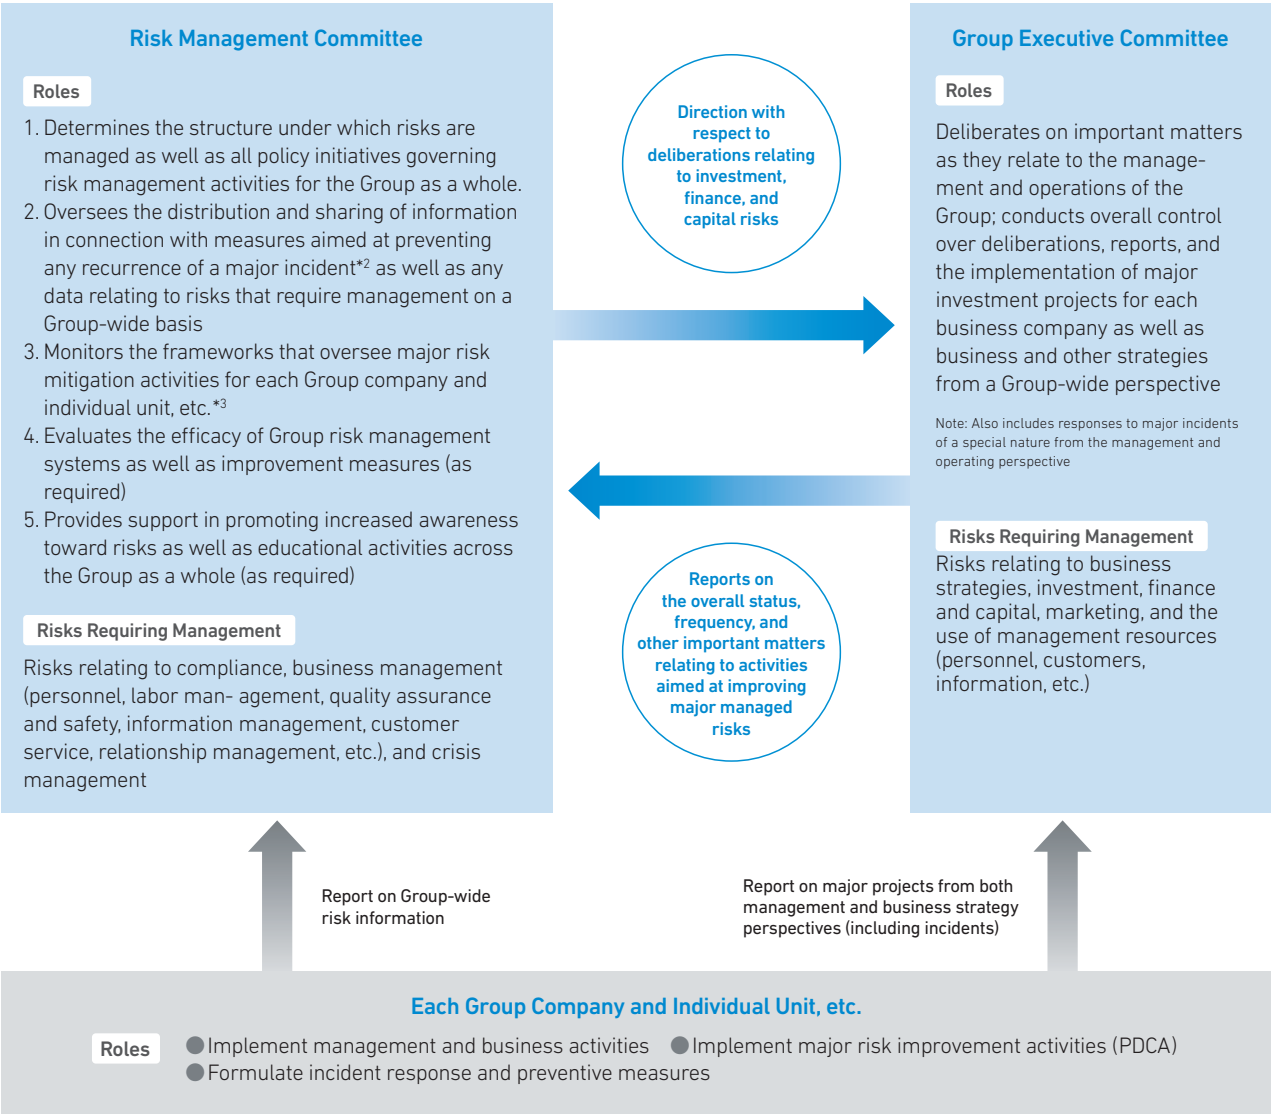 Risk Management Committee
Roles
1. Determines the structure under which risks are
managed as well as all policy initiatives governing
risk management activities for the Group as a whole.
2. Oversees the distribution and sharing of information
in connection with measures aimed at preventing
any recurrence of a major incident*2 as well as any
data relating to risks that require management on a
Group-wide basis
3. Monitors the frameworks that oversee major risk
mitigation activities for each Group company and
individual unit, etc.*3
4. Evaluates the efficacy of Group risk management
systems as well as improvement measures (as
required)
5. Provides support in promoting increased awareness
toward risks as well as educational activities across
the Group as a whole (as required)
Risks Requiring Management
Risks relating to compliance, business management
(personnel, labor man- agement, quality assurance
and safety, information management, customer
service, relationship management, etc.), and crisis
management
Direction with
respect to
deliberations relating
to investment,
finance, and
capital risks
Reports on
the overall status,
frequency, and
other important matters
relating to activities
aimed at improving
major managed
risks
Group Executive Committee
Roles
Deliberates on important matters
as they relate to the manage-
ment and operations of the
Group; conducts overall control
over deliberations, reports, and
the implementation of major
investment projects for each
business company as well as
business and other strategies
from a Group-wide perspective
Note: Also includes responses to major incidents
of a special nature from the management and
operating perspective
Risks Requiring Management
Risks relating to business
strategies, investment, finance
and capital, marketing, and the
use of management resources
(personnel, customers,
information, etc.)
Report on Group-wide
risk information
Report on major projects from both
management and business strategy
perspectives (including incidents)
Each Group Company and Individual Unit, etc.
Roles
●Implement management and business activities ●Implement major risk improvement activities (PDCA)
●Formulate incident response and preventive measures